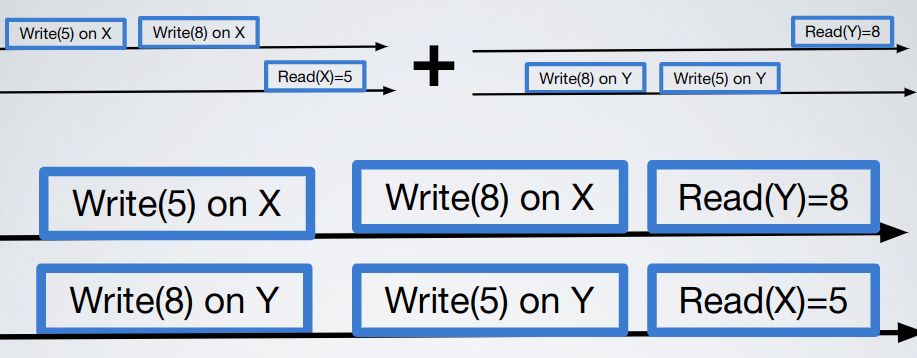 Write(5) on X
Write(8) on X
Read(X)=5
+
Read(Y)=8
Write(8) on Y
Write(5) on Y
Write(5) on X
Write(8) on X
Read(Y)=8
Write(8) on Y
Write(5) on Y
Read(X)=5